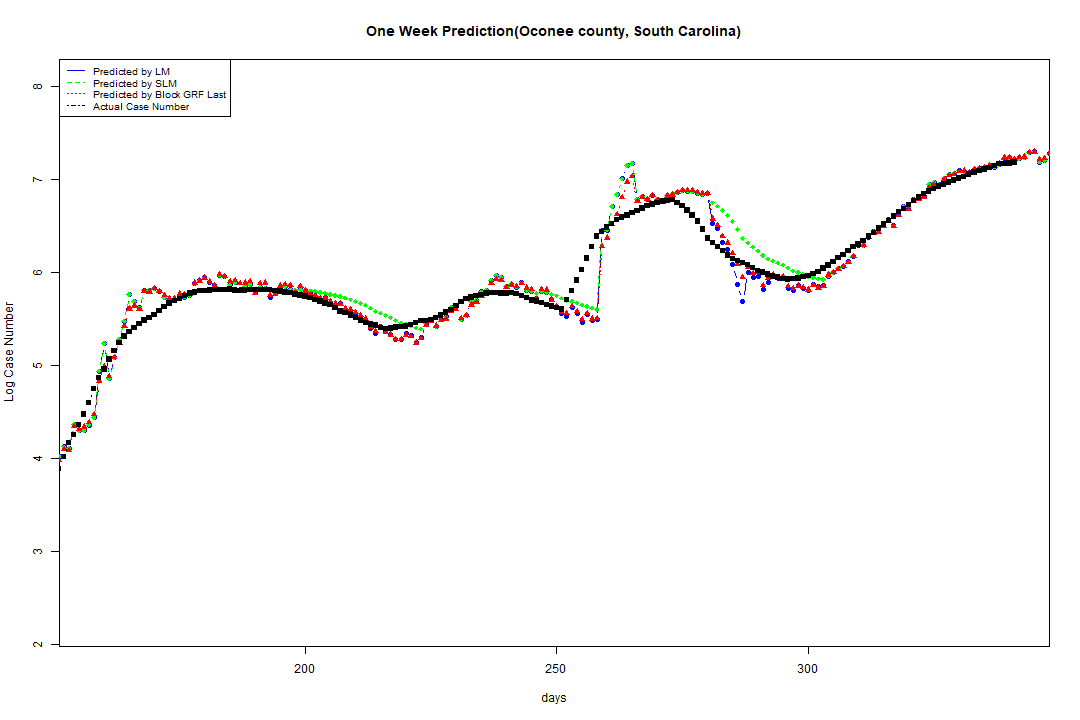 One Week Prediction(Oconee county, South Carolina)
Predicted by LM
Predicted by SLM
Predicted by Block GRF Last
Actual Case Number
8
7
6
5
4
3
2
Log Case Number
200
250
300
days